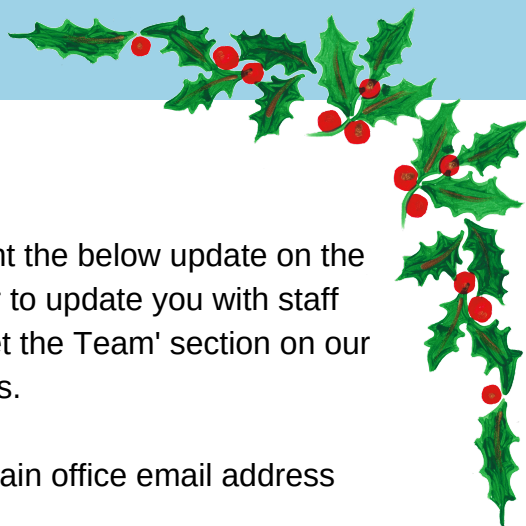 nt the below update on the
to update you with staff
t the Team' section on our
s.
ain office email address